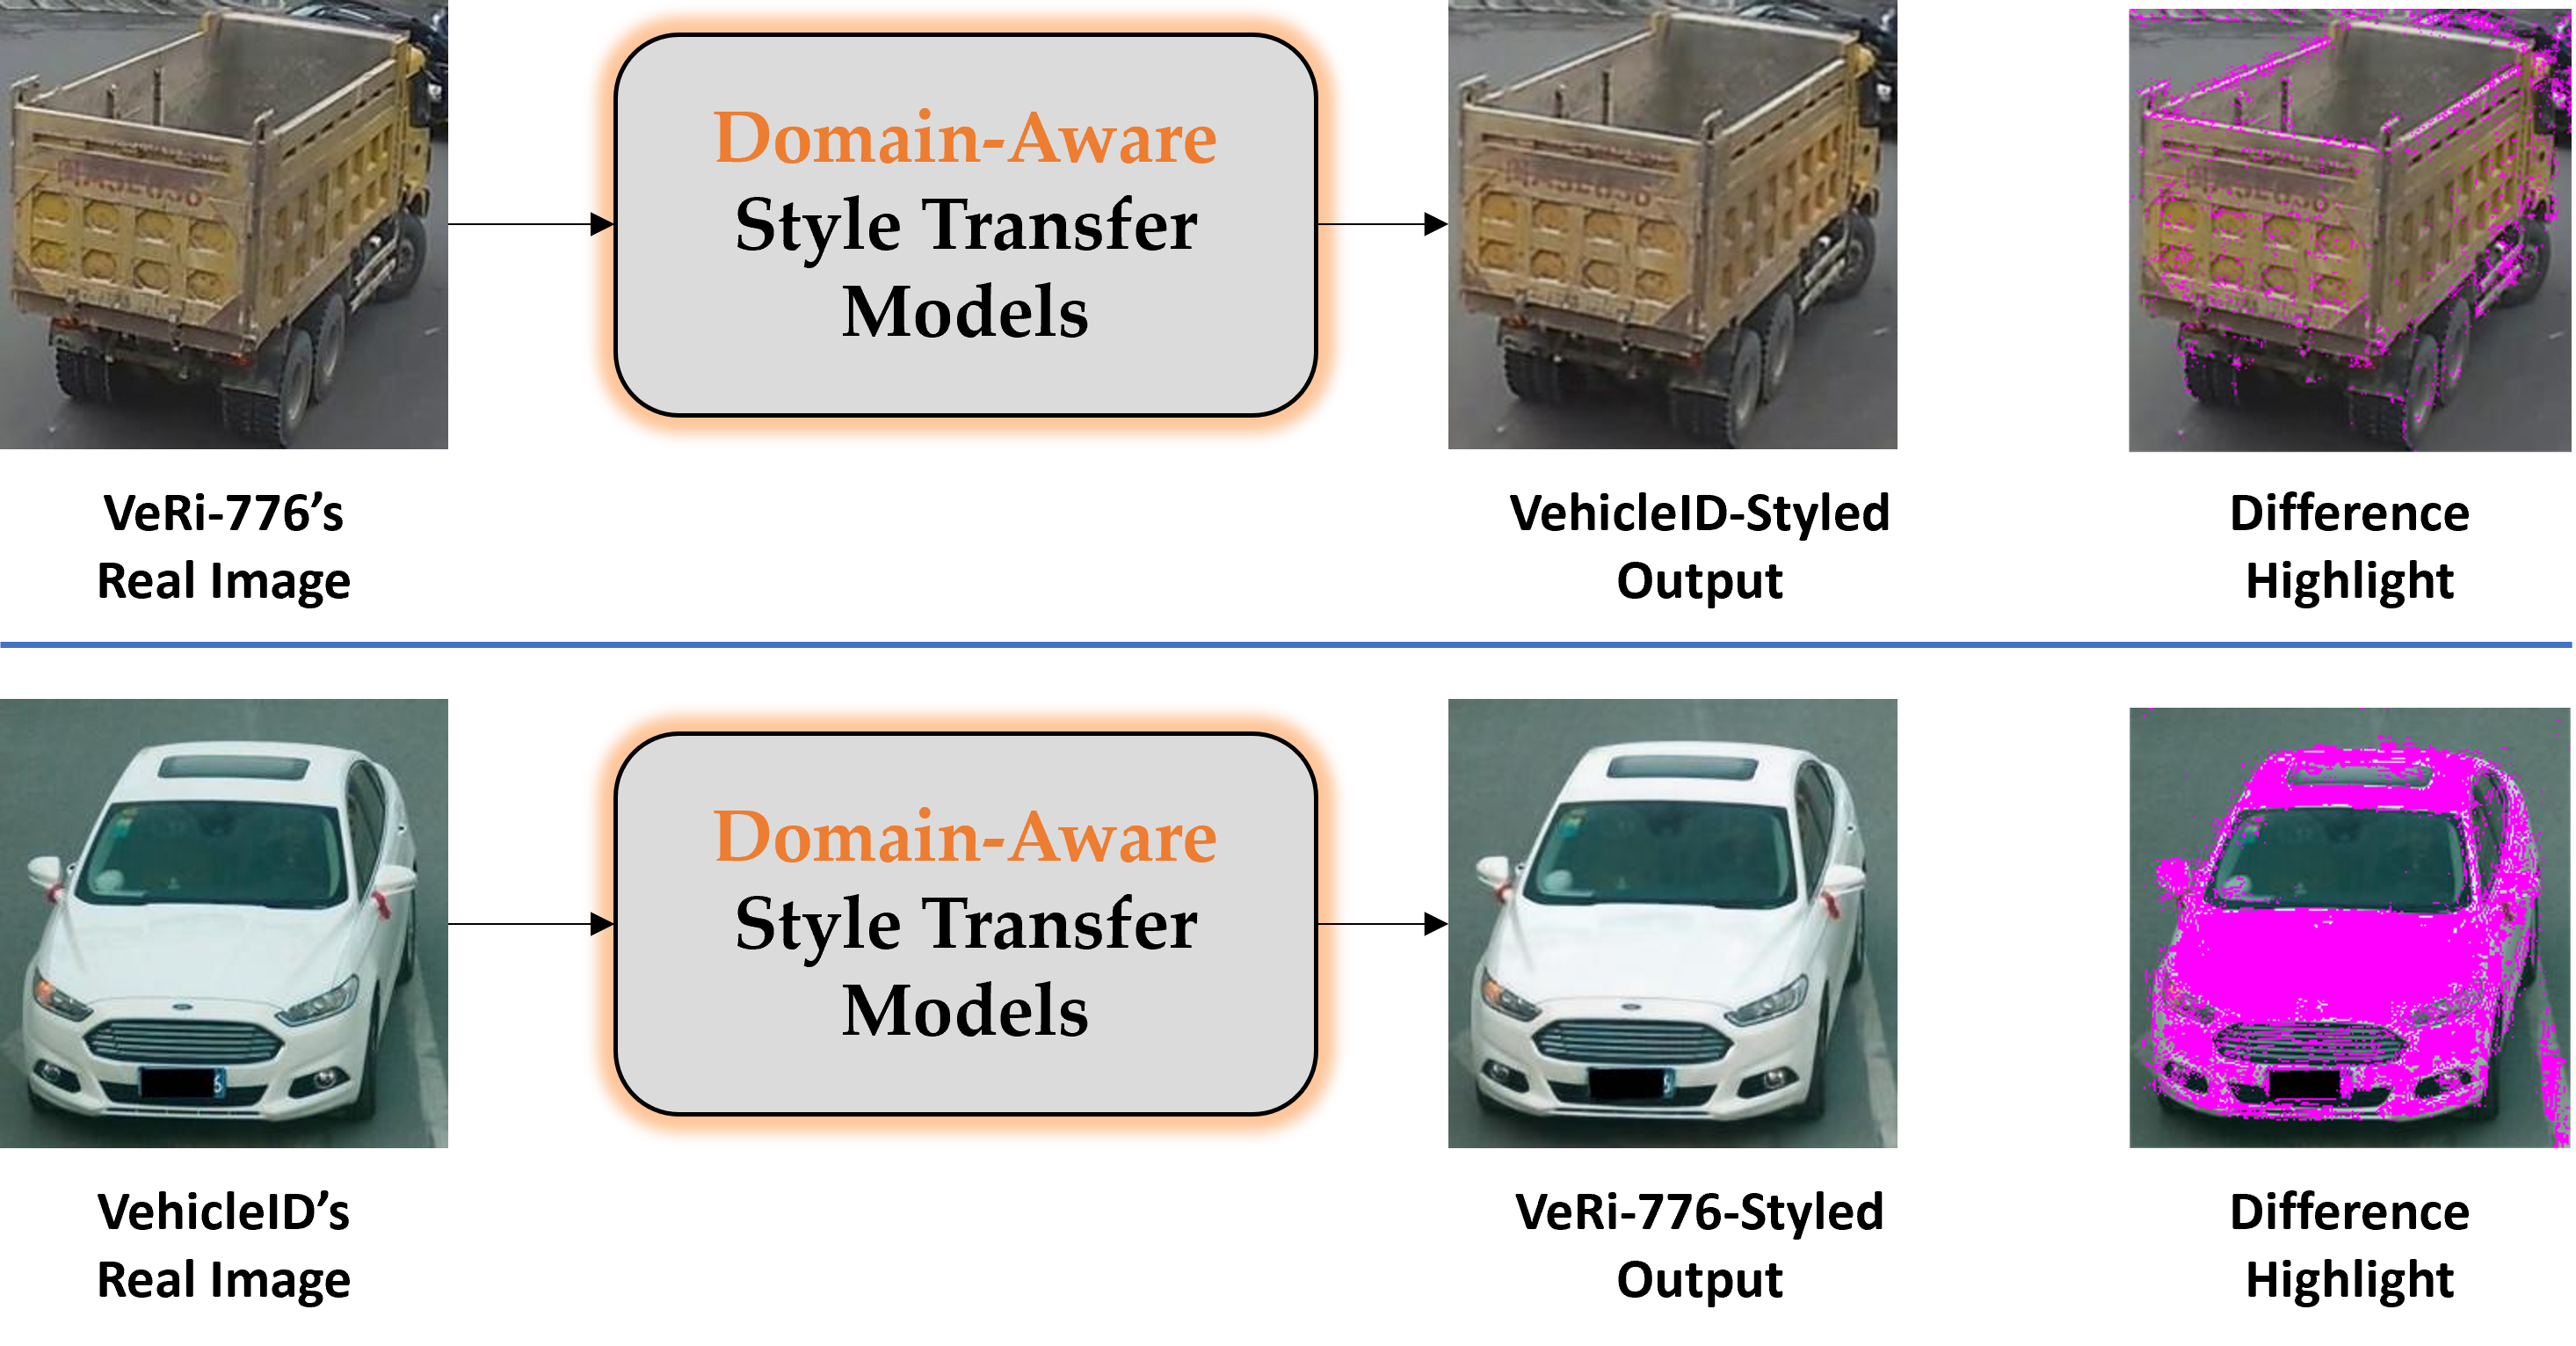 Domain-Aware
Style Transfer
Models
VeRi-776's
Real Image
VehicleID-Styled
Output
Difference
Highlight
Domain-Aware
Style Transfer
Models
VehicleID's
Real Image
VeRi-776-Styled
Output
Difference
Highlight